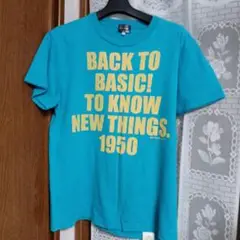 BACK TO
BASIC!
TO KNOW
NEW THINGS.
1950